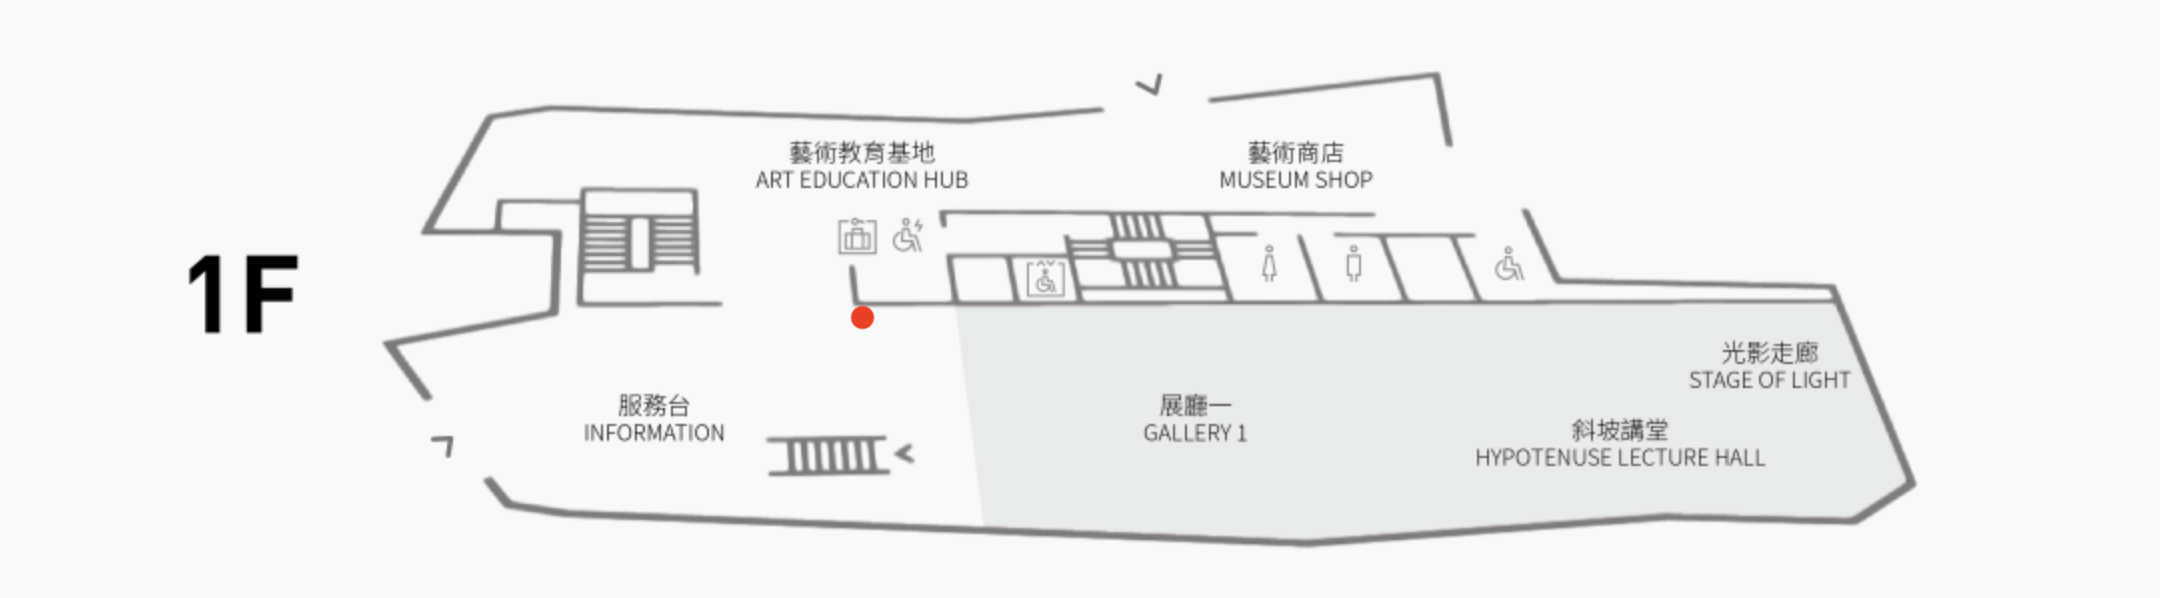 藝術教育基地
ART EDUCATION HUB
藝術商店
MUSEUM SHOP
1F
光影走廊
STAGE OF LIGHT
服務台
INFORMATION
展廳一
GALLERY 1
斜坡講堂
HYPOTENUSE LECTURE HALL